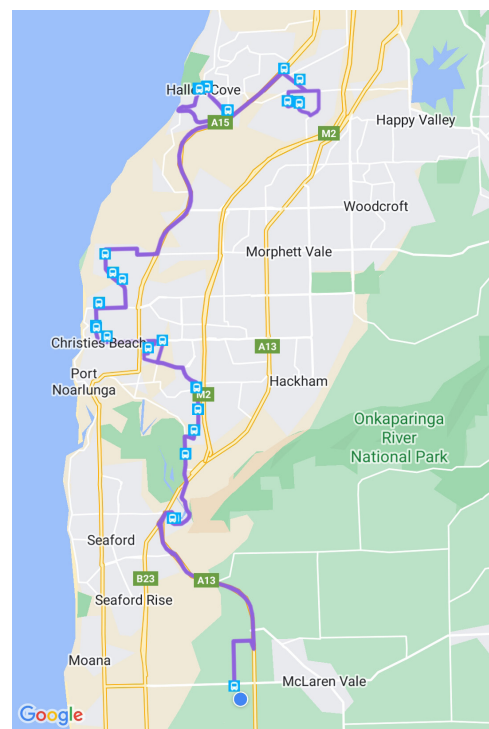 Hallett Cove
A15
M2
Happy Valley
Woodcroft
Morphett Vale
Christies Beach
A13
Port
Noarlunga
Hackham
M2
Onkaparinga
River
National Park
Seaford
B23
A13
Seaford Rise
Moana
McLaren Vale
Google